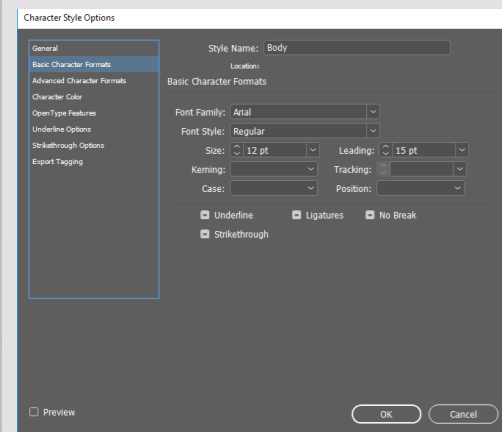 Character Style Options
General
Basic Character Formats
Advanced Character Formats
Character Color
OpenType Features
Underline Options
Strikethrough Options
Export Tagging
Style Name: Body
Location:
Basic Character Formats
Font Family: Arial
Font Style: Regular
Size: 12 pt Leading: 15 pt
Kerning: Tracking:
Case: Position:
Underline Ligatures No Break
Strikethrough
Preview OK Cancel